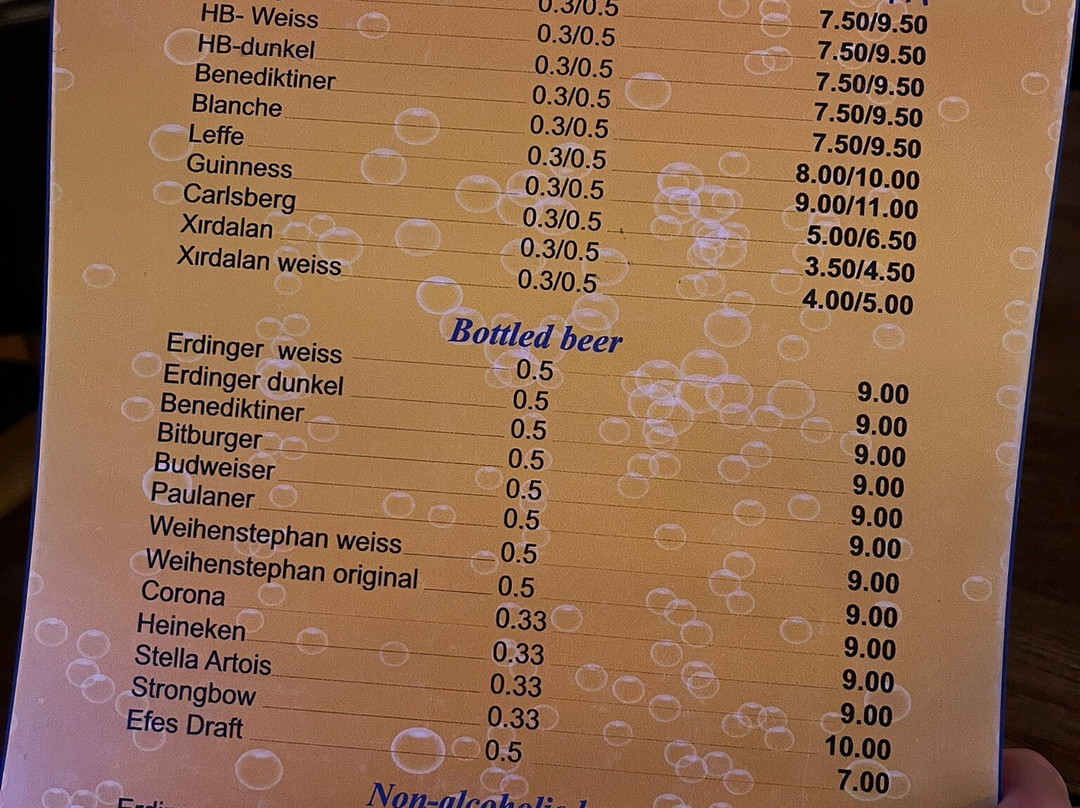 0.3/0.5 7.50/9.50
HB- Weiss 0.3/0.5 7.50/9.50
HB-dunkel 0.3/0.5 7.50/9.50
Benediktiner 0.3/0.5 7.50/9.50
Blanche 0.3/0.5 7.50/9.50
Leffe 0.3/0.5 8.00/10.00
Guinness 0.3/0.5 9.00/11.00
Carlsberg 0.3/0.5 5.00/6.50
Xırdalan 0.3/0.5 3.50/4.50
Xırdalan weiss 0.3/0.5 4.00/5.00
Bottled beer
Erdinger weiss 0.5 9.00
Erdinger dunkel 0.5 9.00
Benediktiner 0.5 9.00
Bitburger 0.5 9.00
Budweiser 0.5 9.00
Paulaner 0.5 9.00
Weihenstephan weiss 0.5 9.00
Weihenstephan original 0.5 9.00
Corona 0.33 9.00
Heineken 0.33 9.00
Stella Artois 0.33 9.00
Strongbow 0.33 10.00
Efes Draft 0.5 7.00
Non-alcoholic